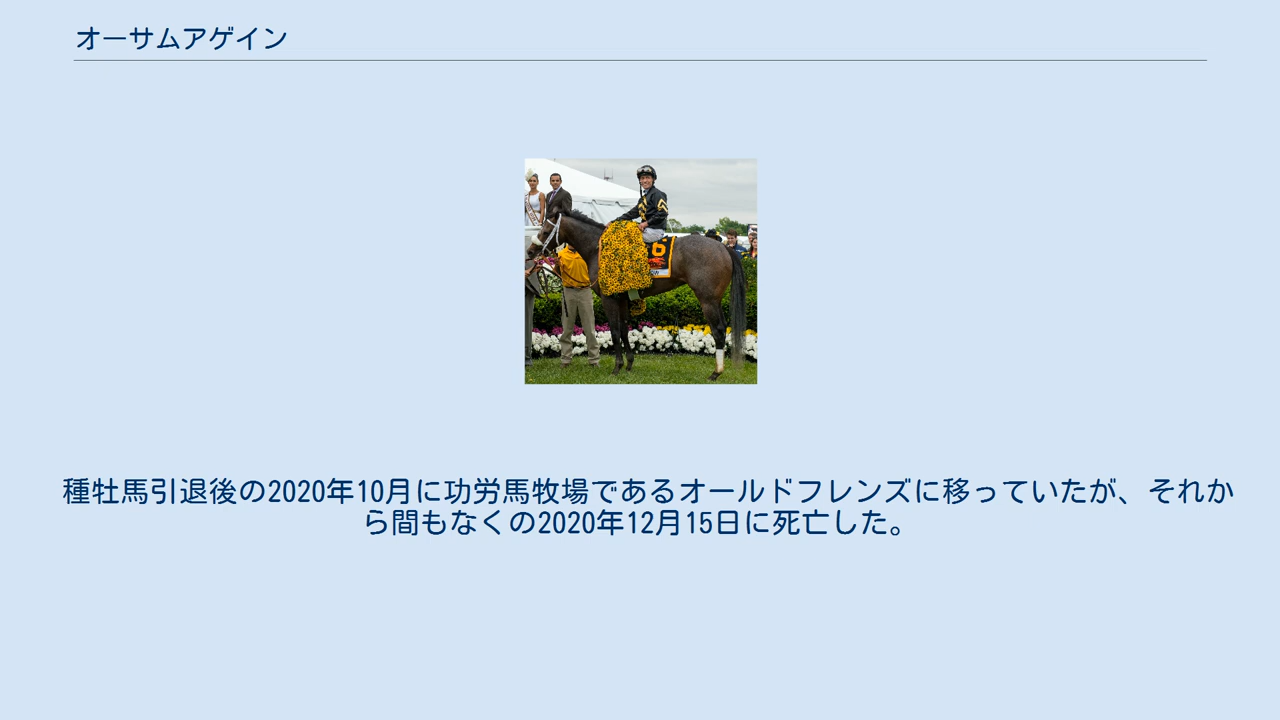 オーサムアゲイン
6
種牡馬引退後の2020年10月に功労馬牧場であるオールドフレンズに移っていたが、それか
ら間もなくの2020年12月15日に死亡した。